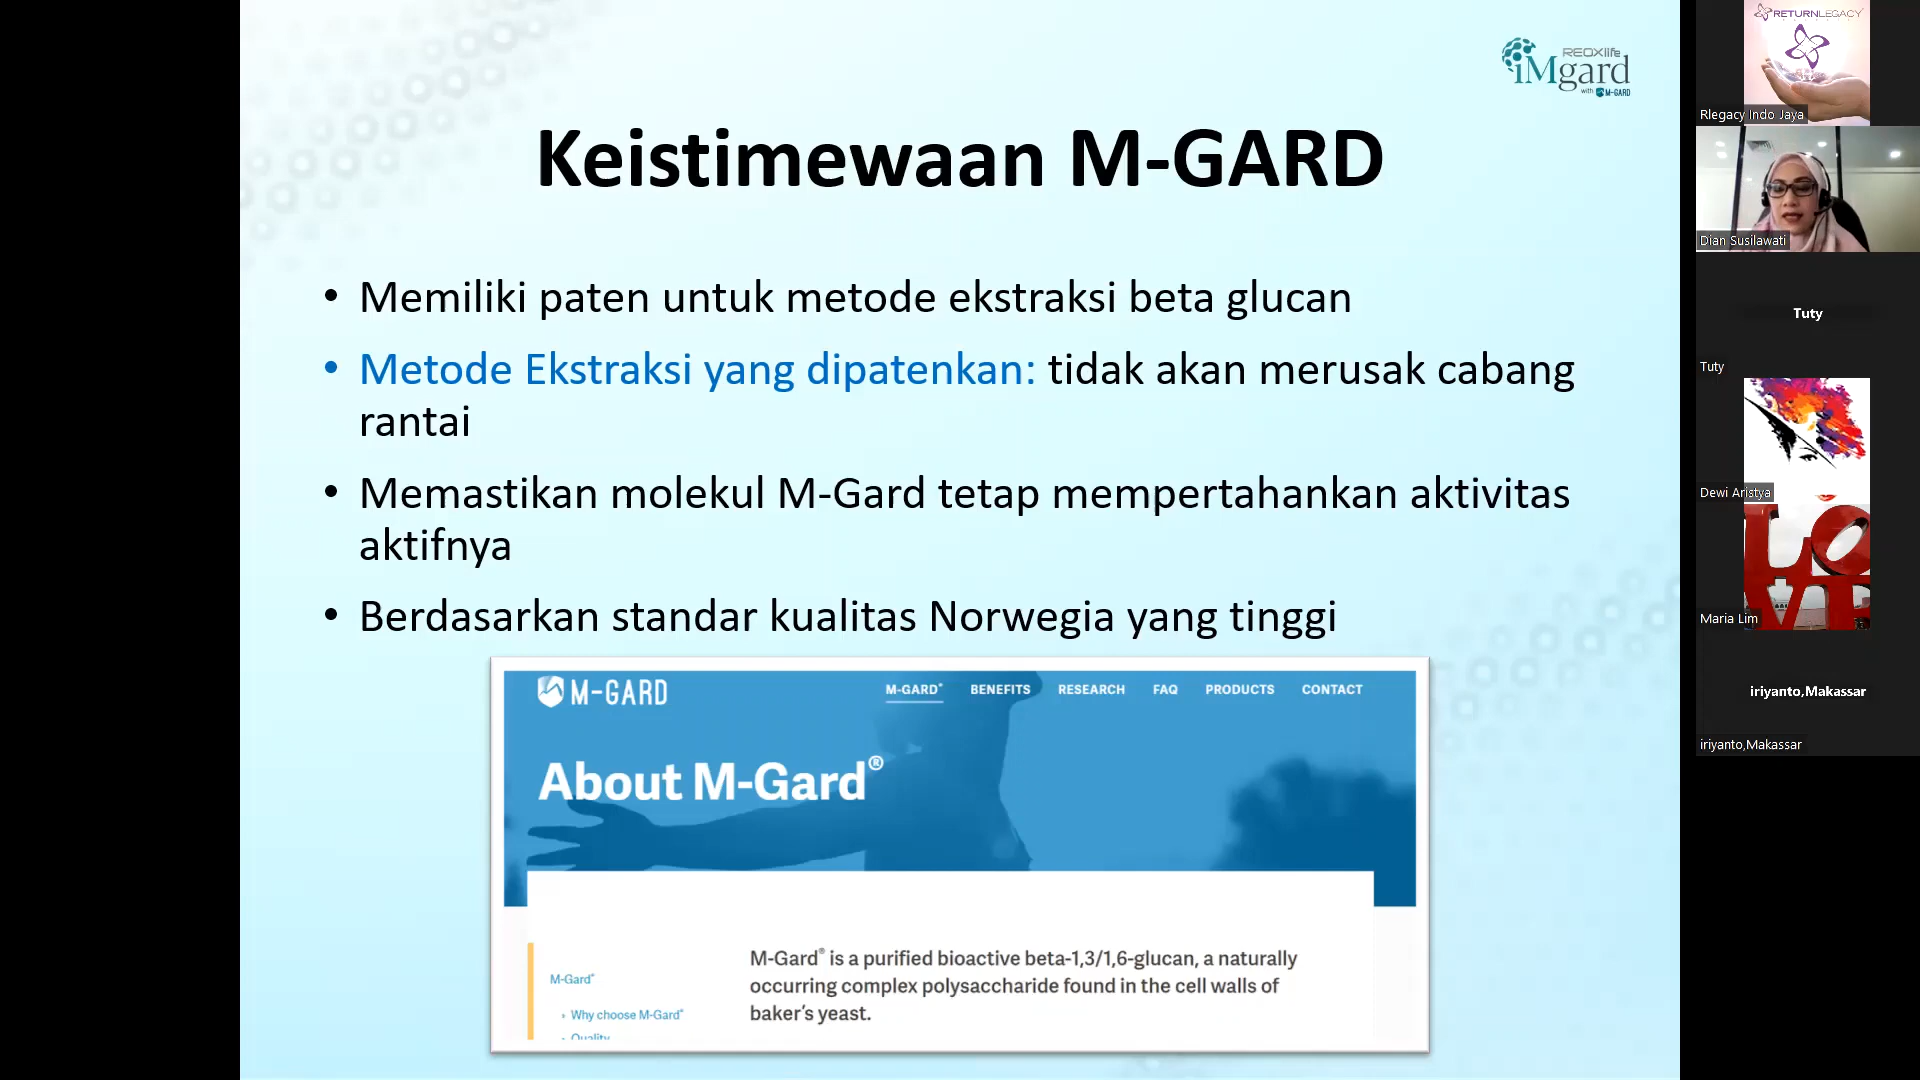 REOXlife
iMgard
with M-GARD
Keistimewaan M-GARD
• Memiliki paten untuk metode ekstraksi beta glucan
• Metode Ekstraksi yang dipatenkan: tidak akan merusak cabang
rantai
• Memastikan molekul M-Gard tetap mempertahankan aktivitas
aktifnya
• Berdasarkan standar kualitas Norwegia yang tinggi
M-GARD
M-GARD® BENEFITS RESEARCH FAQ PRODUCTS CONTACT
About M-Gard®
M-Gard® is a purified bioactive beta-1,3/1,6-glucan, a naturally
occurring complex polysaccharide found in the cell walls of
baker's yeast.
M-Gard®
Why choose M-Gard®
Quality
RETURNLEGACY
Rlegacy Indo Jaya
Dian Susilawati
Tuty
Tuty
Dewi Aristya
LOVE
Maria Lim
iriyanto,Makassar
iriyanto,Makassar